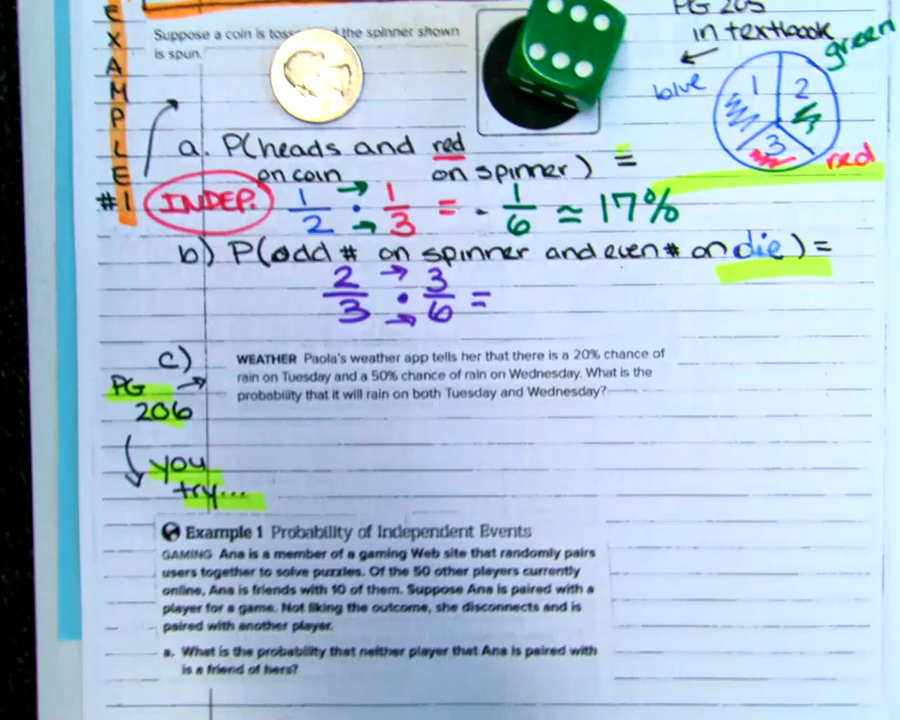 EXAMPLE #1
PG 205
in textbook
Suppose a coin is the spinner shown
is spun.
blue
green
red
1 2 3
a. P(heads and red
on coin on spinner) =
INDEP. 1/2 · 1/3 = 1/6 ≈ 17%
b) P(odd # on spinner and even # on die) =
2/3 · 3/6 =
c) WEATHER Paola's weather app tells her that there is a 20% chance of
rain on Tuesday and a 50% chance of rain on Wednesday. What is the
probability that it will rain on both Tuesday and Wednesday?
PG
206
you
try...
Example 1 Probability of Independent Events
GAMING Ana is a member of a gaming Web site that randomly pairs
users together to solve puzzles. Of the 50 other players currently
online, Ana is friends with 10 of them. Suppose Ana is paired with a
player for a game. Not liking the outcome, she disconnects and is
paired with another player.
a. What is the probability that neither player that Ana is paired with
is a friend of hers?